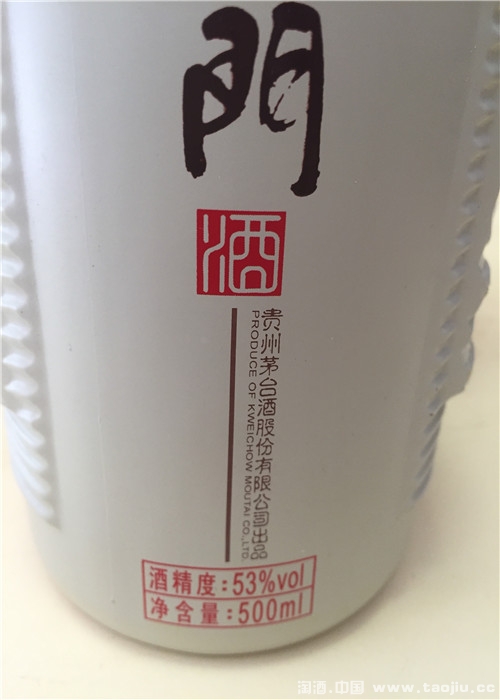 門
酒
贵州茅台酒股份有限公司出品
PRODUCE OF KWEICHOW MOUTAI CO.,LTD.
酒精度:53%vol
净含量:500ml
淘酒.中国 www.taojiu.cc